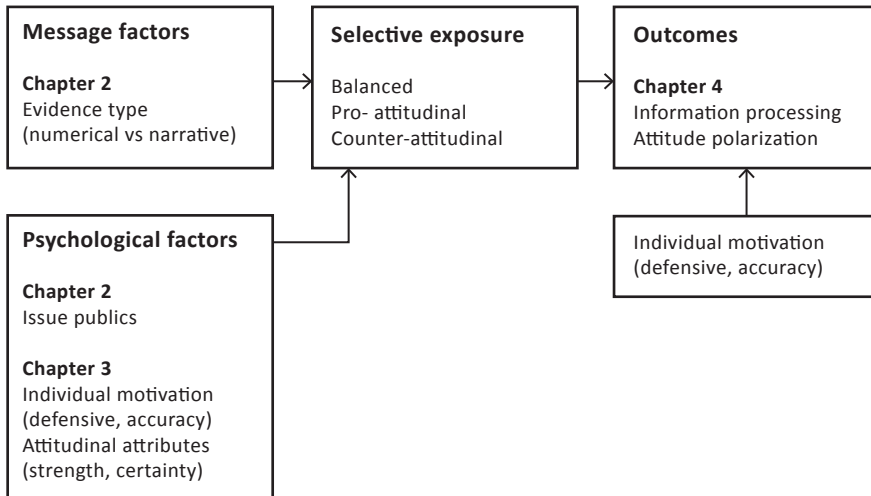 Message factors
Chapter 2
Evidence type
(numerical vs narrative)
Selective exposure
Balanced
Pro- attitudinal
Counter-attitudinal
Outcomes
Chapter 4
Information processing
Attitude polarization
Psychological factors
Chapter 2
Issue publics
Chapter 3
Individual motivation
(defensive, accuracy)
Attitudinal attributes
(strength, certainty)
Individual motivation
(defensive, accuracy)